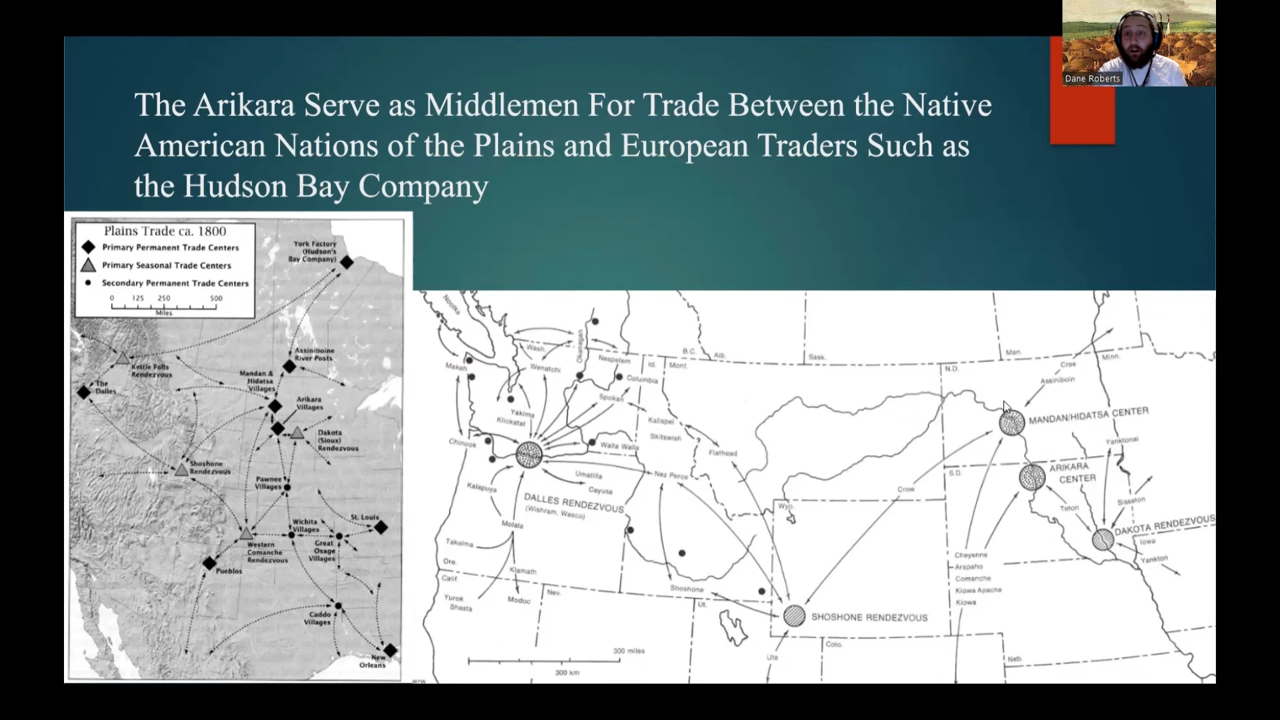 Dane Roberts
The Arikara Serve as Middlemen For Trade Between the Native
American Nations of the Plains and European Traders Such as
the Hudson Bay Company
Plains Trade ca. 1800
Primary Permanent Trade Centers
Primary Seasonal Trade Centers
Secondary Permanent Trade Centers
0 125 250 500
Miles
York Factory
(Hudson's
Bay Company)
Assiniboine
River Posts
Kettle Falls
Rendezvous
The
Dalles
Mandan &
Hidatsa
Villages
Arikara
Villages
Dakota
(Sioux)
Rendezvous
Shoshone
Rendezvous
Pawnee
Villages
Wichita
Villages
St. Louis
Great
Osage
Villages
Western
Comanche
Rendezvous
Pueblos
Caddo
Villages
New
Orleans
Nootka
Makah
Wash.
Wenatchi
Okanagan
Nespelem
Columbia
B.C.
Alb.
Id.
Mont.
Sask.
Man.
Minn.
N.D.
Cree
Assiniboin
Spokan
Yakima
Klickitat
Kalispel
Skitswish
Flathead
Chinook
Walla Walla
Nez Perce
Umatilla
Cayuse
Kalapuya
DALLES RENDEZVOUS
(Wishram, Wasco)
Molala
Takelma
Ore.
Calif.
Klamath
Yurok
Shasta
Modoc
Nev.
Shoshone
Ut.
Wyo.
Crow
MANDAN/HIDATSA CENTER
ARIKARA
CENTER
S.D.
Yanktonai
Sisseton
Teton
DAKOTA RENDEZVOUS
Iowa
Yankton
Cheyenne
Arapaho
Comanche
Kiowa Apache
Kiowa
SHOSHONE RENDEZVOUS
Ute
Colo.
Neb.
300 miles
300 km